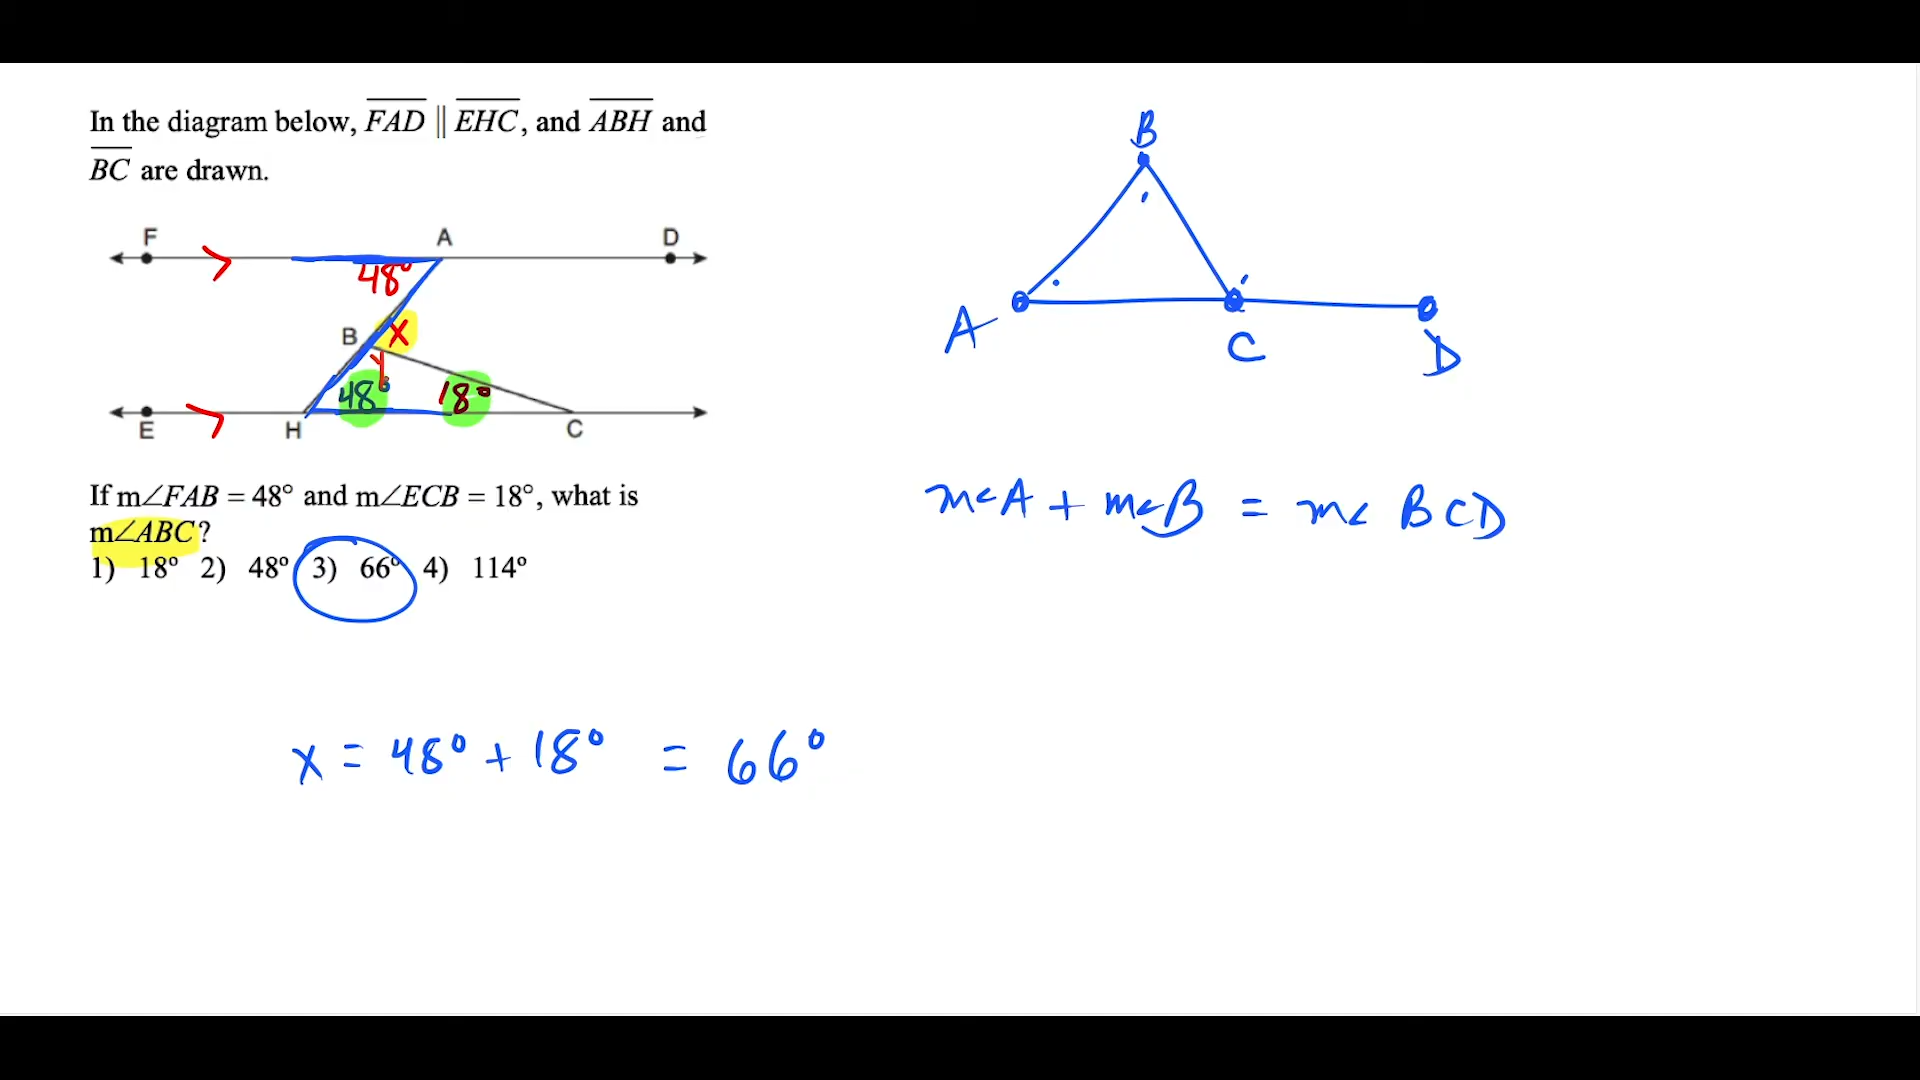 In the diagram below, FAD || EHC, and ABH and
BC are drawn.
F A D
48°
B x
y
48° 18°
E H C
If m∠FAB = 48° and m∠ECB = 18°, what is
m∠ABC?
1) 18° 2) 48° 3) 66° 4) 114°
x = 48° + 18° = 66°
B
A C D
m∠A + m∠B = m∠ BCD